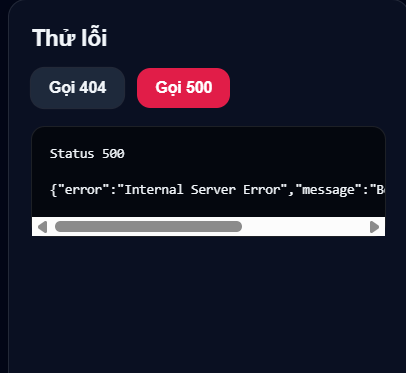 Thử lỗi
Gọi 404 Gọi 500
Status 500
{"error":"Internal Server Error","message":"